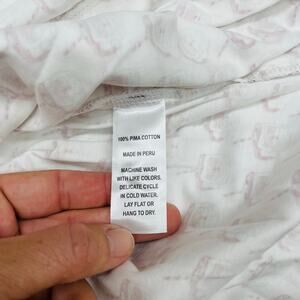 100% PIMA COTTON
MADE IN PERU
MACHINE WASH
WITH LIKE COLORS.
DELICATE CYCLE
IN COLD WATER.
LAY FLAT OR
HANG TO DRY.